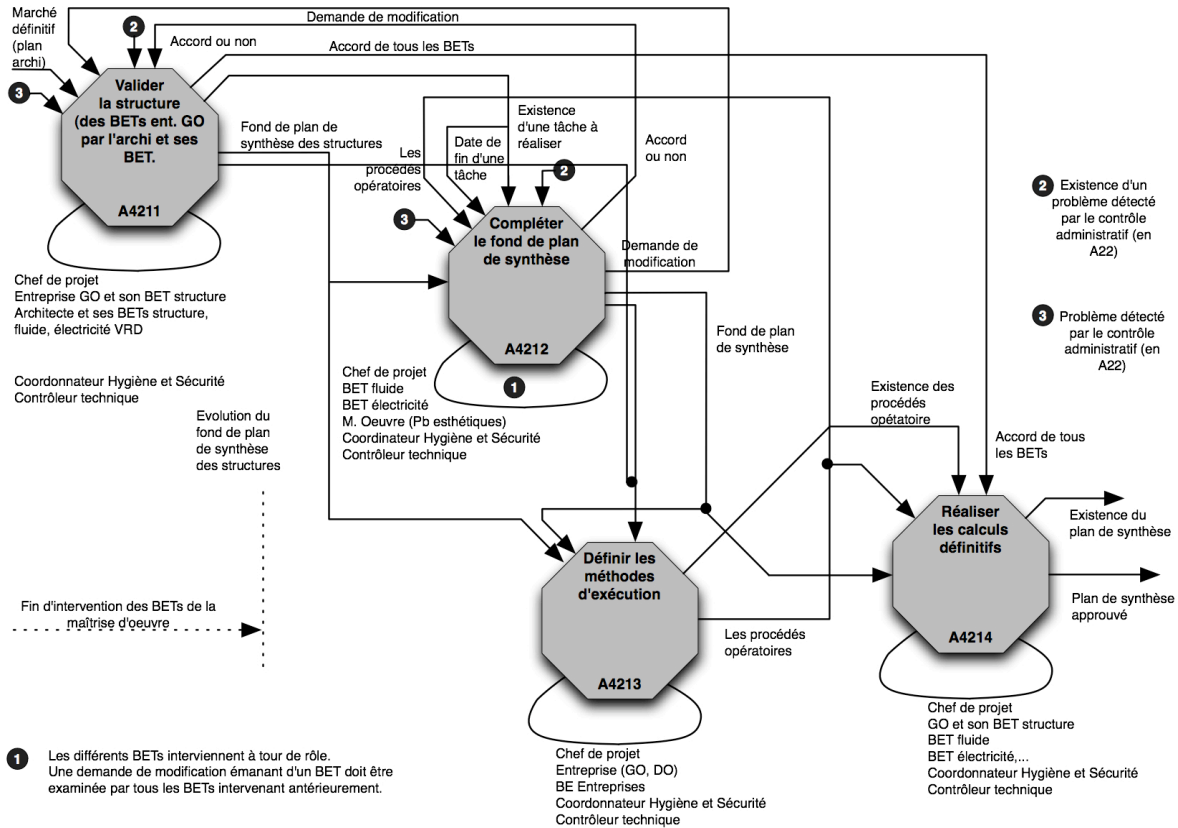 Marché
définitif
(plan
archi)
2
3
Accord ou non
Demande de modification
Accord de tous les BETs
Valider
la structure
(des BETs ent. GO
par l'archi et ses
BET.
A4211
Fond de plan de
synthèse des structures
Chef de projet
Entreprise GO et son BET structure
Architecte et ses BETs structure,
fluide, électricité VRD
Coordonnateur Hygiène et Sécurité
Contrôleur technique
Les
procédés
opératoires
Date de
fin d'une
tâche
Existence
d'une tâche à
réaliser
2
3
Accord
ou non
Compléter
le fond de plan
de synthèse
A4212
1
Demande de
modification
Fond de plan
de synthèse
Chef de projet
BET fluide
BET électricité
M. Oeuvre (Pb esthétiques)
Coordinateur Hygiène et Sécurité
Contrôleur technique
2 Existence d'un
problème détecté
par le contrôle
administratif (en
A22)
3 Problème détecté
par le contrôle
administratif (en
A22)
Evolution du
fond de plan
de synthèse
des structures
Fin d'intervention des BETs de la
maîtrise d'oeuvre
Existence des
procédés
opétatoire
Accord de tous
les BETs
Définir les
méthodes
d'exécution
A4213
Les procédés
opératoires
Chef de projet
Entreprise (GO, DO)
BE Entreprises
Coordonnateur Hygiène et Sécurité
Contrôleur technique
Réaliser
les calculs
définitifs
A4214
Existence du
plan de synthèse
Plan de synthèse
approuvé
Chef de projet
GO et son BET structure
BET fluide
BET électricité,...
Coordonnateur Hygiène et Sécurité
Contrôleur technique
1 Les différents BETs interviennent à tour de rôle.
Une demande de modification émanant d'un BET doit être
examinée par tous les BETs intervenant antérieurement.